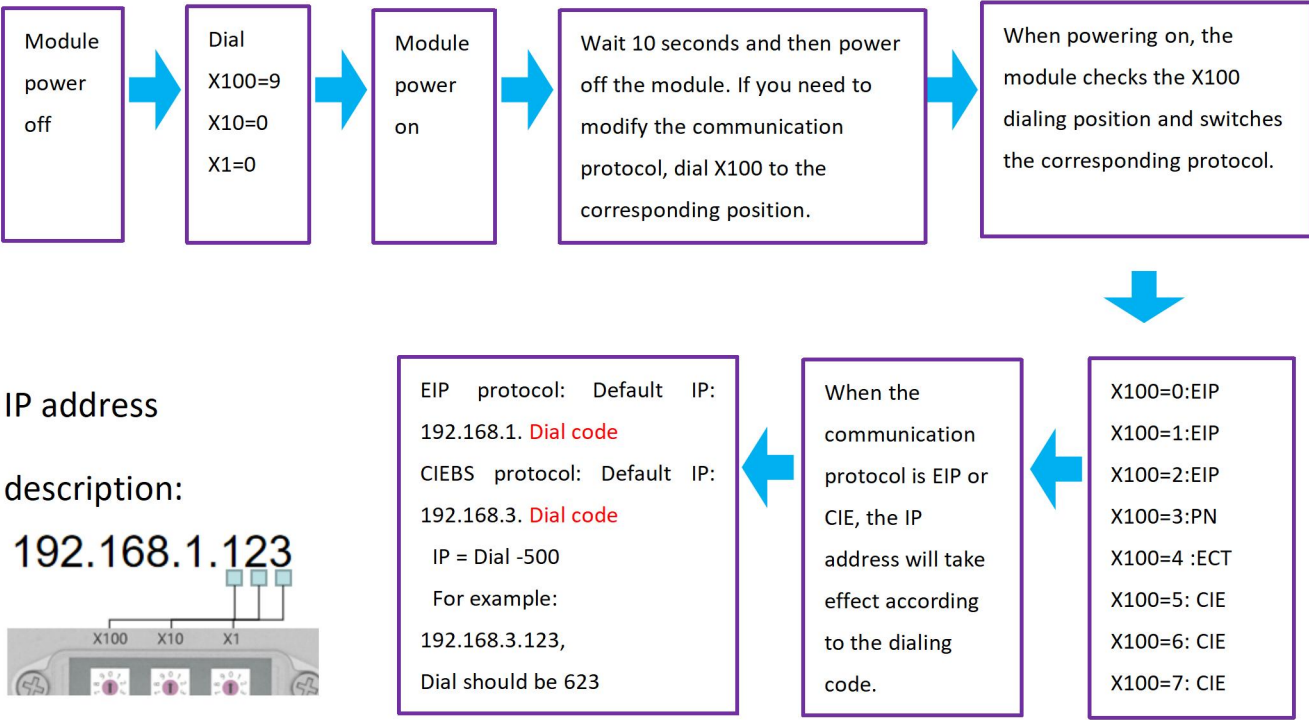 Module
power
off
Dial
X100=9
X10=0
X1=0
Module
power
on
Wait 10 seconds and then power
off the module. If you need to
modify the communication
protocol, dial X100 to the
corresponding position.
When powering on, the
module checks the X100
dialing position and switches
the corresponding protocol.
X100=0:EIP
X100=1:EIP
X100=2:EIP
X100=3:PN
X100=4 :ECT
X100=5: CIE
X100=6: CIE
X100=7: CIE
When the
communication
protocol is EIP or
CIE, the IP
address will take
effect according
to the dialing
code.
EIP protocol: Default IP:
192.168.1. Dial code
CIEBS protocol: Default IP:
192.168.3. Dial code
IP = Dial -500
For example:
192.168.3.123,
Dial should be 623
IP address
description:
192.168.1.123
X100 X10 X1